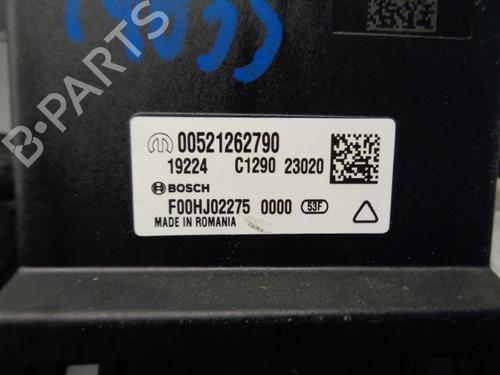 B-PARTS
00521262790
19224 C1290 23020
BOSCH
F00HJ02275 0000 53F
MADE IN ROMANIA